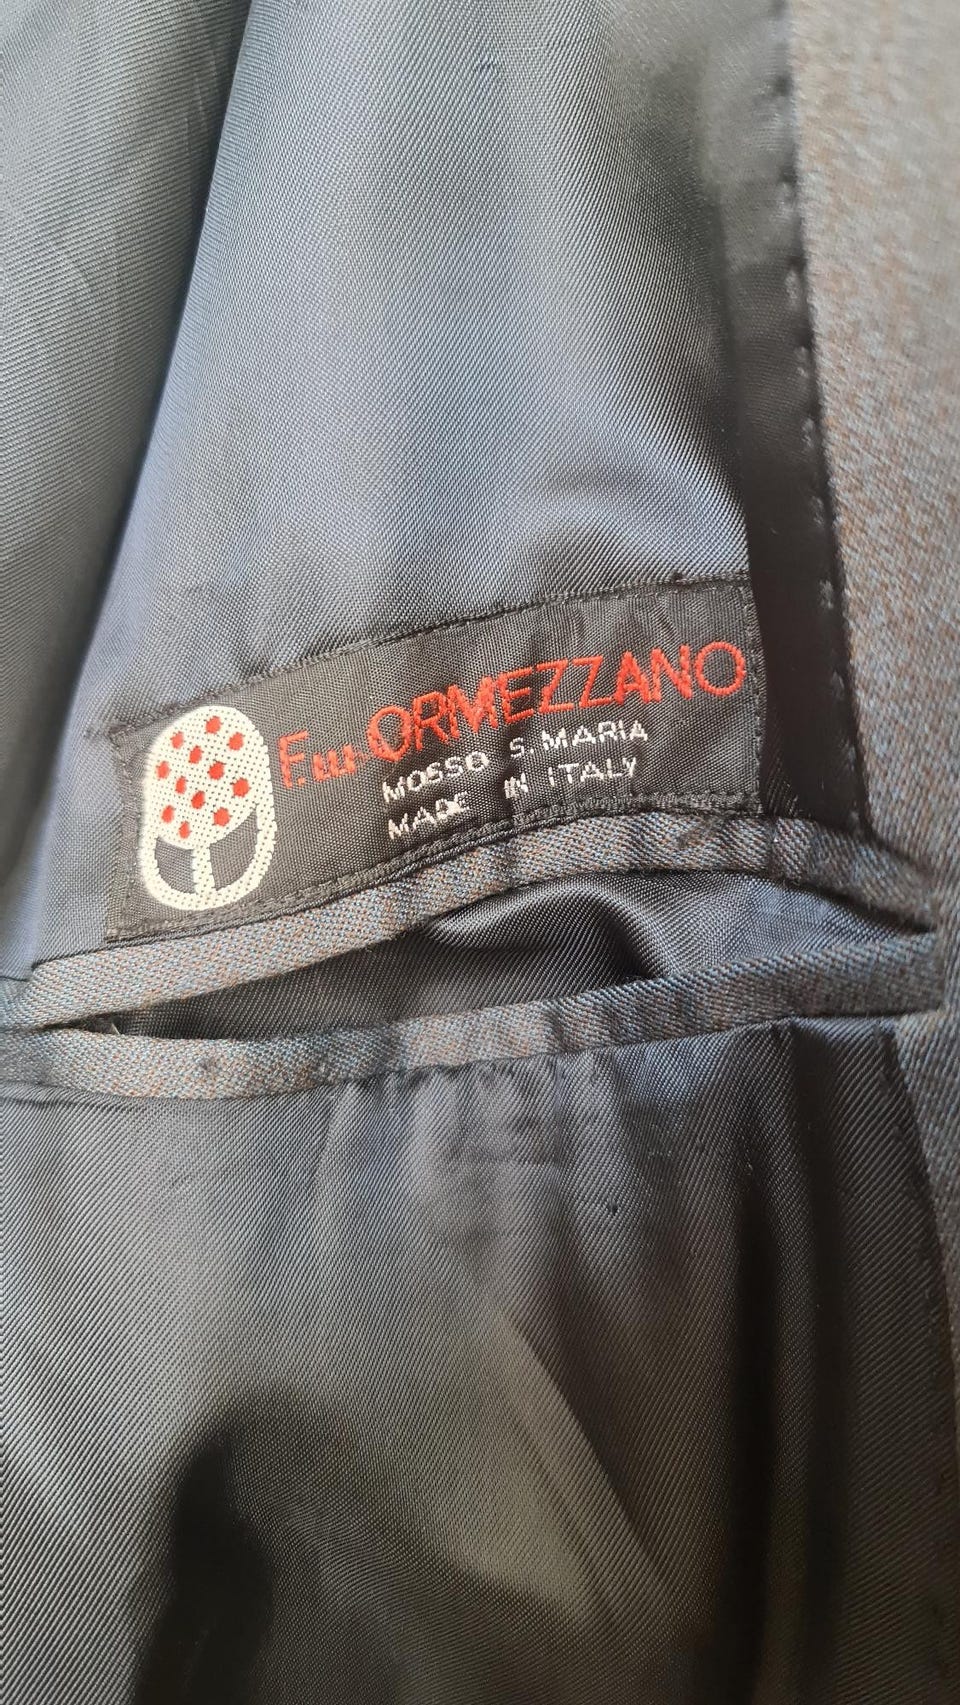 F.LLI ORMEZZANO
MOSSO S. MARIA
MADE IN ITALY